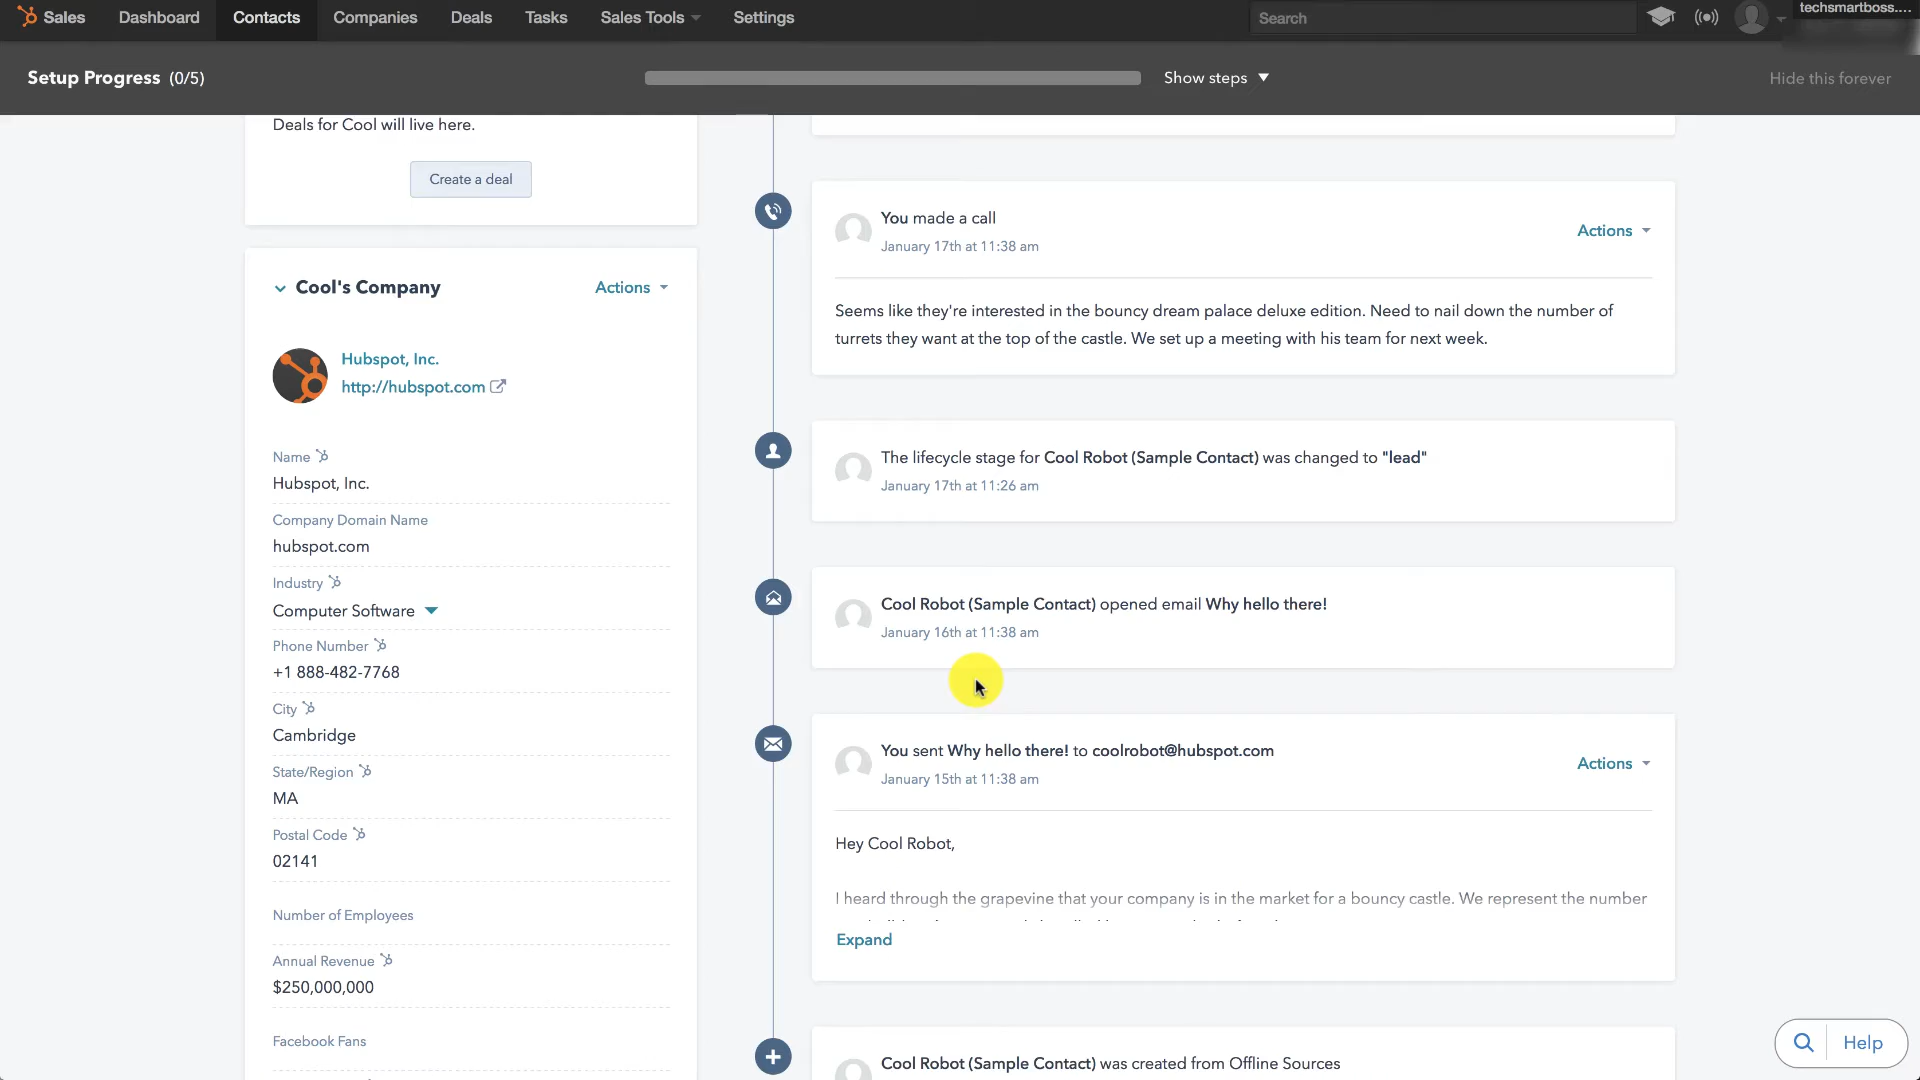 Sales
Dashboard
Contacts
Companies
Deals
Tasks
Sales Tools
Settings
Search
techsmartboss....
Setup Progress (0/5)
Show steps
Hide this forever
Deals for Cool will live here.
Create a deal
Cool's Company
Actions
Hubspot, Inc.
http://hubspot.com
Name
Hubspot, Inc.
Company Domain Name
hubspot.com
Industry
Computer Software
Phone Number
+1 888-482-7768
City
Cambridge
State/Region
MA
Postal Code
02141
Number of Employees
Annual Revenue
$250,000,000
Facebook Fans
You made a call
January 17th at 11:38 am
Actions
Seems like they're interested in the bouncy dream palace deluxe edition. Need to nail down the number of
turrets they want at the top of the castle. We set up a meeting with his team for next week.
The lifecycle stage for Cool Robot (Sample Contact) was changed to "lead"
January 17th at 11:26 am
Cool Robot (Sample Contact) opened email Why hello there!
January 16th at 11:38 am
You sent Why hello there! to coolrobot@hubspot.com
January 15th at 11:38 am
Actions
Hey Cool Robot,
I heard through the grapevine that your company is in the market for a bouncy castle. We represent the number
Expand
Cool Robot (Sample Contact) was created from Offline Sources
Help